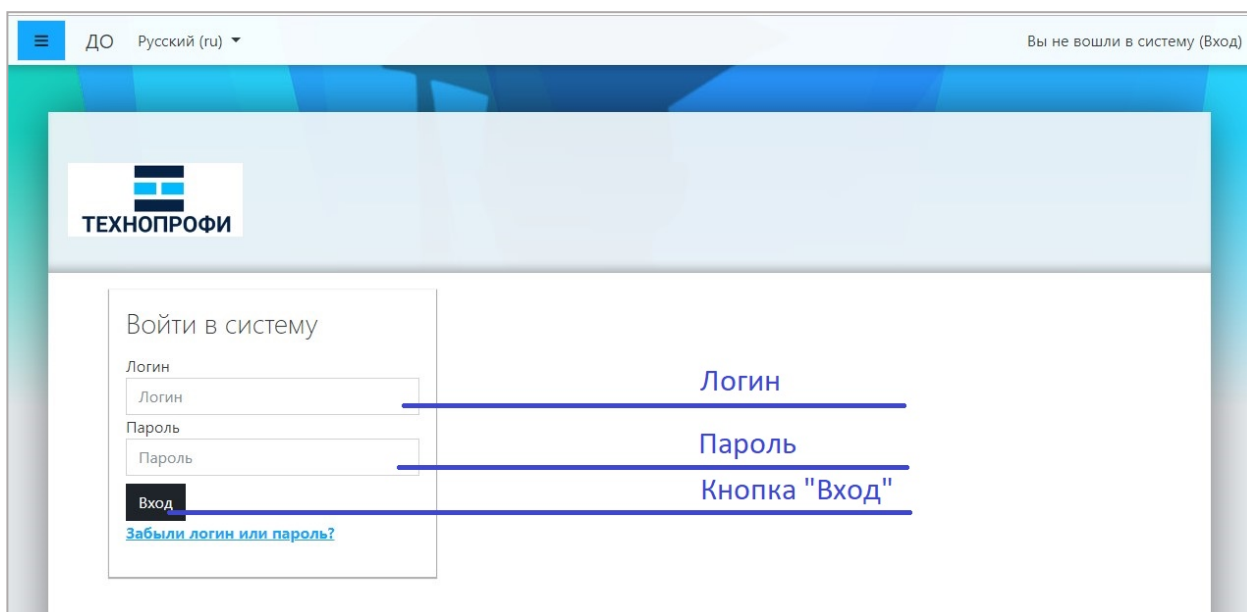 ДО Русский (ru) Вы не вошли в систему (Вход)
ТЕХНОПРОФИ
Войти в систему
Логин
Логин
Логин
Пароль
Пароль
Пароль
Вход
Кнопка "Вход"
Забыли логин или пароль?